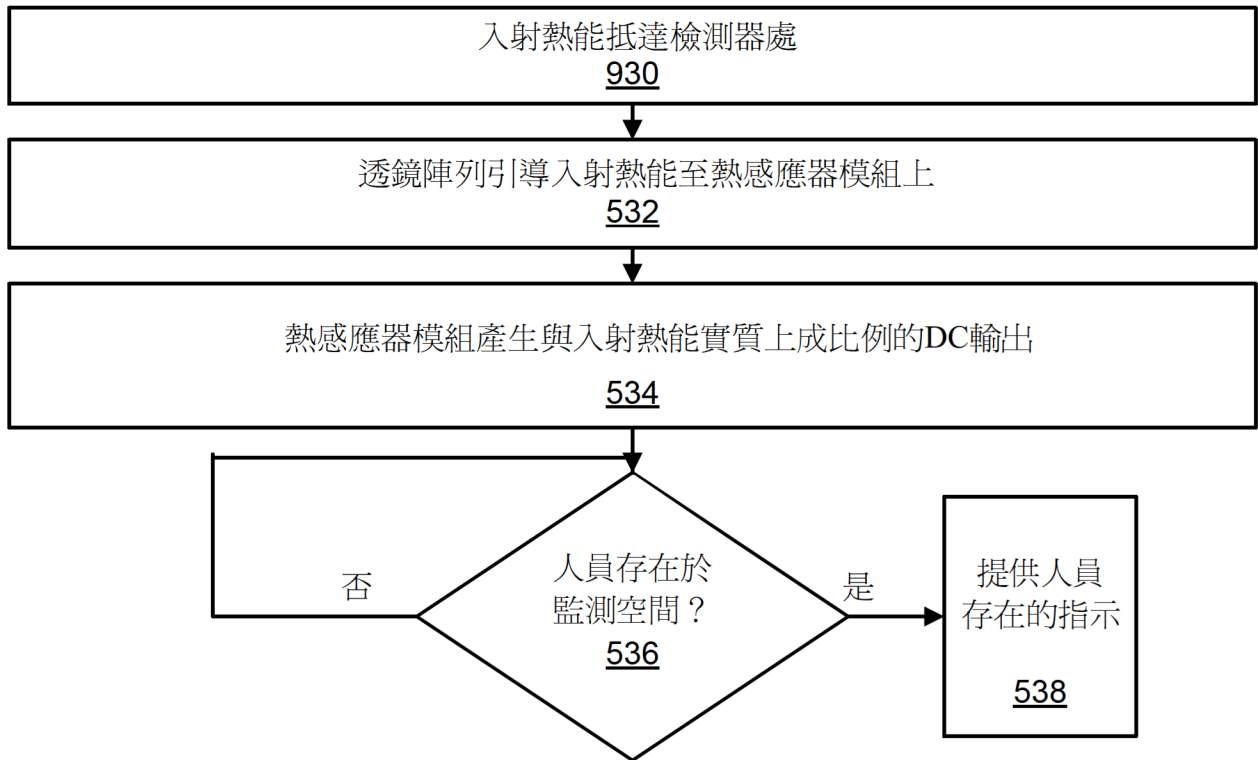 入射熱能抵達檢測器處
930
透鏡陣列引導入射熱能至熱感應器模組上
532
熱感應器模組產生與入射熱能實質上成比例的DC輸出
534
人員存在於
監測空間？
536
否
是
提供人員
存在的指示
538